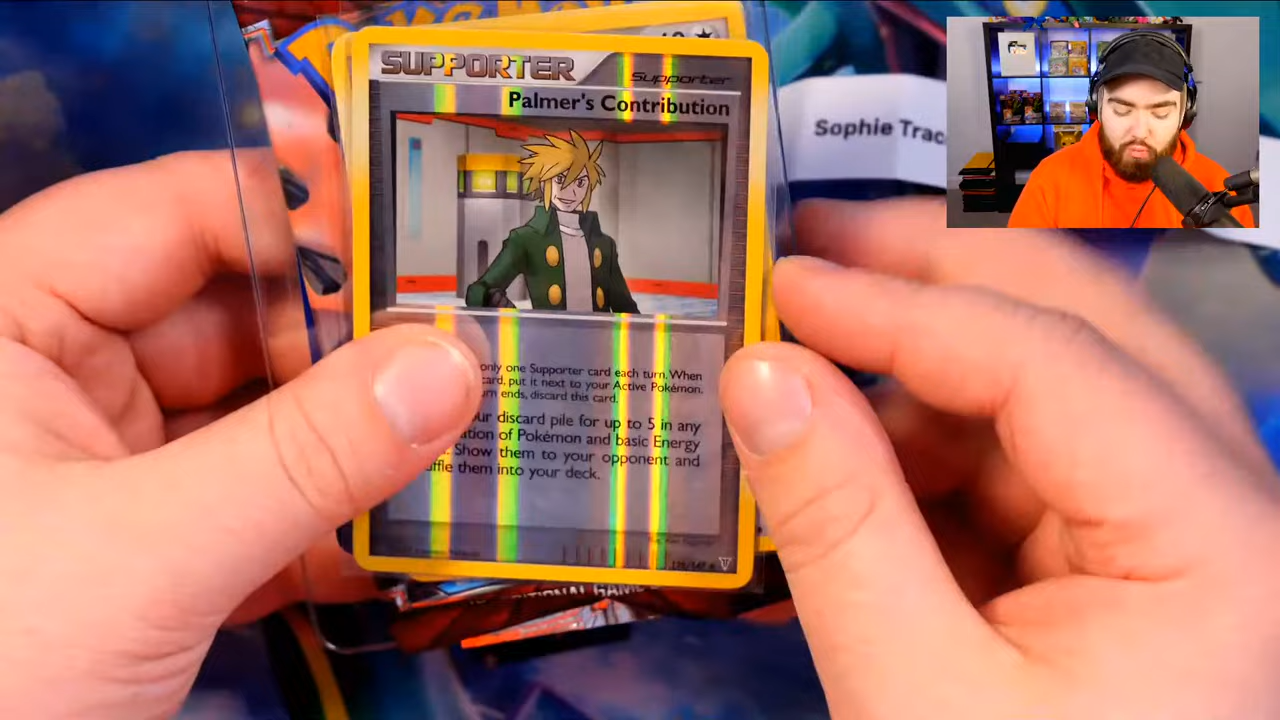 SUPPORTER
Supporter
Palmer's Contribution
Sophie Trac
only one Supporter card each turn. When
card, put it next to your Active Pokémon.
urn ends, discard this card.
ur discard pile for up to 5 in any
ation of Pokémon and basic Energy
Show them to your opponent and
uffle them into your deck.